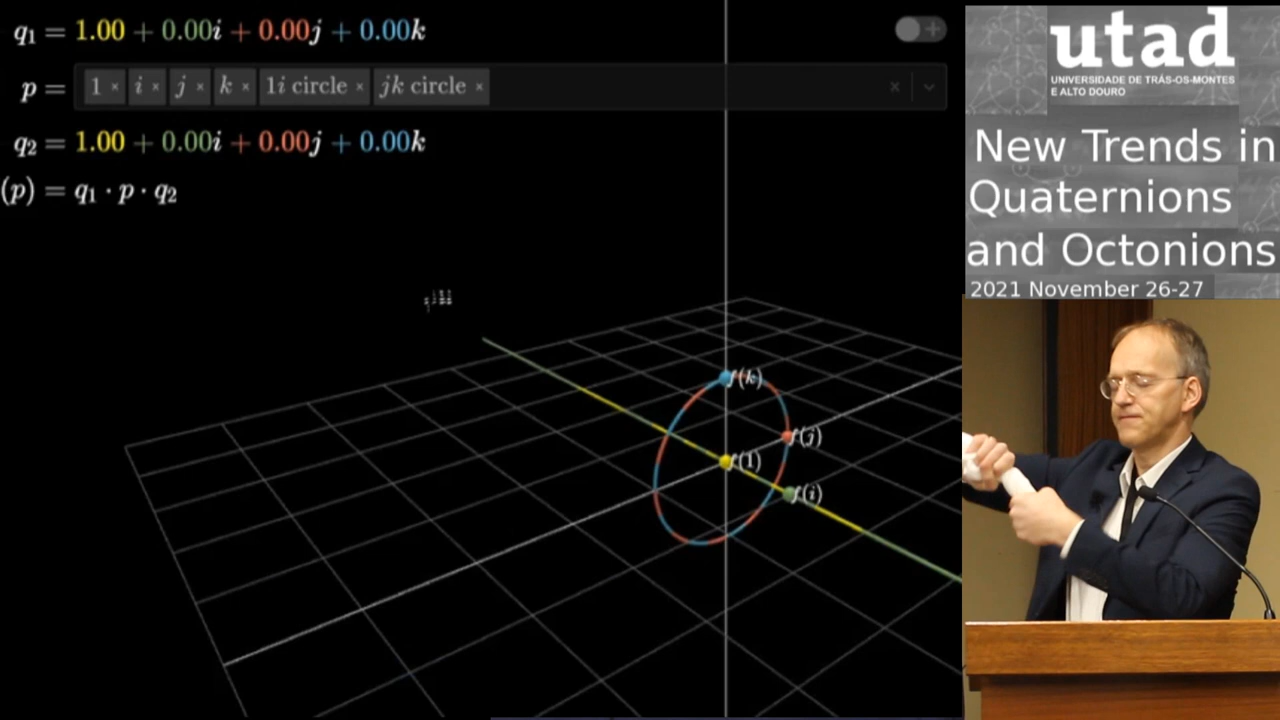 q₁ = 1.00 + 0.00i + 0.00j + 0.00k
p = 1 × i × j × k × 1i circle × jk circle ×
q₂ = 1.00 + 0.00i + 0.00j + 0.00k
(p) = q₁ · p · q₂
f(k)
f(j)
f(1)
f(i)
utad
UNIVERSIDADE DE TRÁS-OS-MONTES
E ALTO DOURO
New Trends in
Quaternions
and Octonions
2021 November 26-27